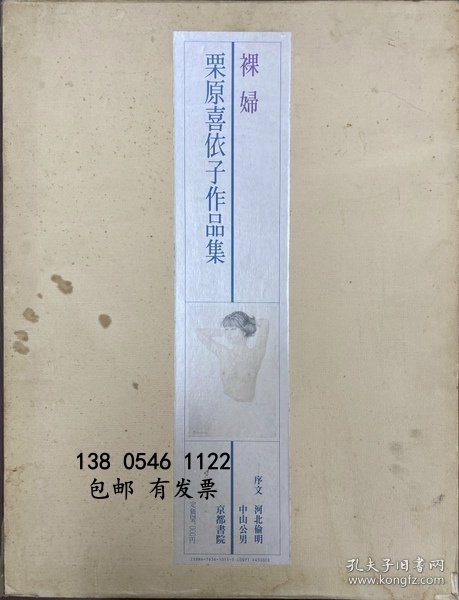 裸婦
栗原喜依子作品集
序文 河北倫明
中山公男
京都書院
138 0546 1122
包邮 有发票
孔夫子旧书网
www.kongfz.com